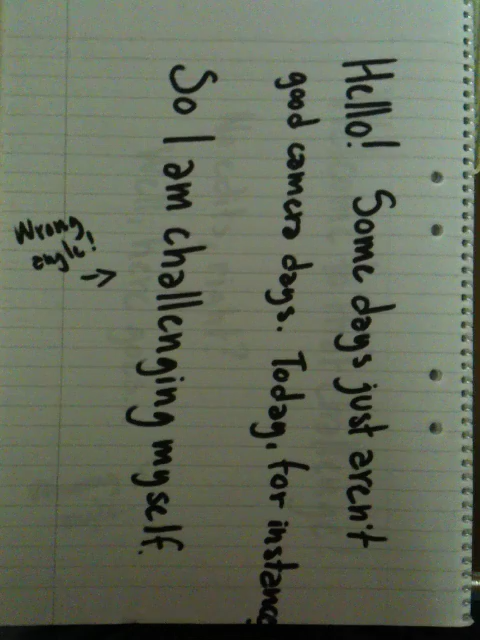 Hello! Some days just aren't
good camera days. Today, for instance
So I am challenging myself.
Wrong
angle!
→